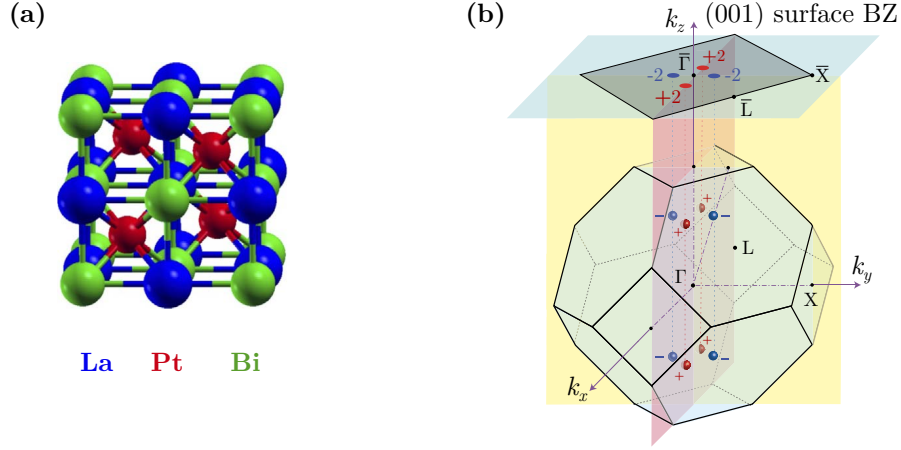 (a)
La Pt Bi
(b)
k_z (001) surface BZ
Γ̅ +2 X̅
-2 -2
+2 L̅
+ 
− −
+
L
Γ k_y
X
+
− −
k_x +